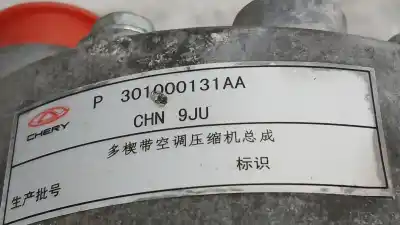 P 301000131AA
CHERY
CHN 9JU
多楔带空调压缩机总成
标识
生产批号